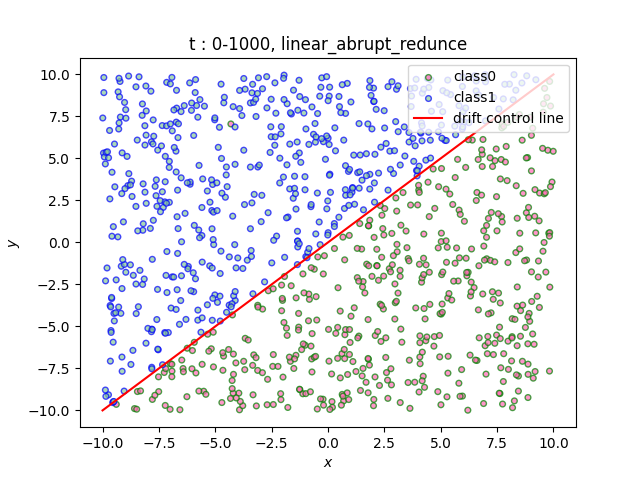 t : 0-1000, linear_abrupt_redunce
class0
class1
drift control line
10.0
7.5
5.0
2.5
0.0
−2.5
−5.0
−7.5
−10.0
y
−10.0 −7.5 −5.0 −2.5 0.0 2.5 5.0 7.5 10.0
x